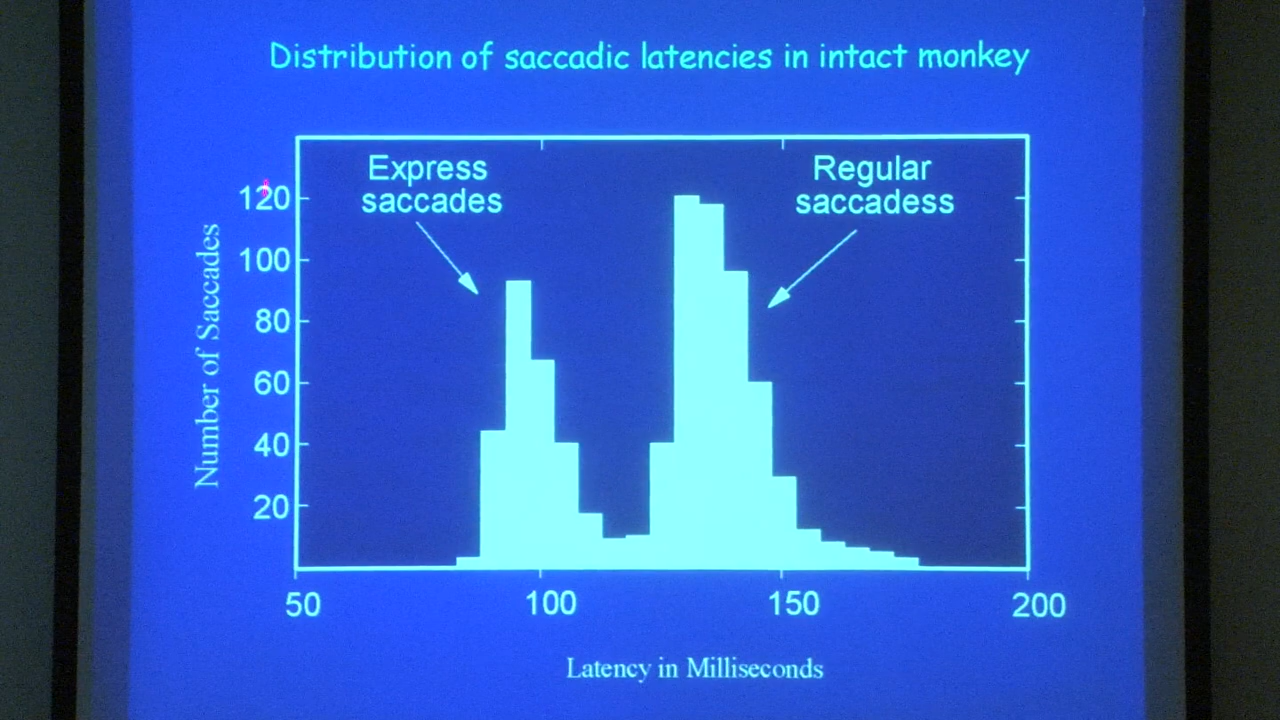 Distribution of saccadic latencies in intact monkey
Express
saccades
Regular
saccadess
120
100
80
60
40
20
Number of Saccades
50 100 150 200
Latency in Milliseconds